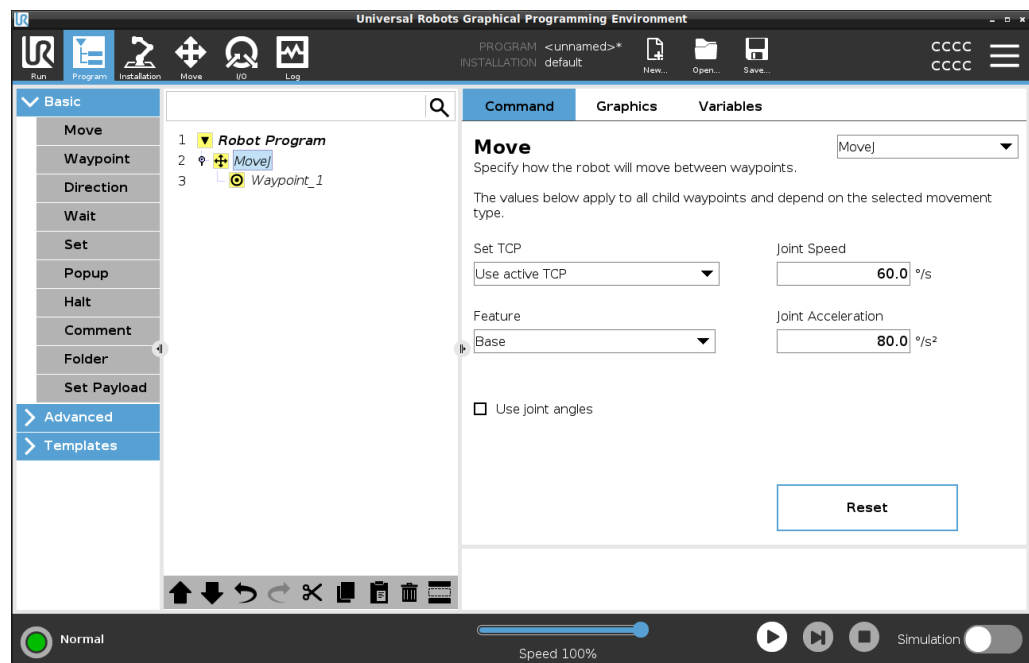 Universal Robots Graphical Programming Environment
PROGRAM <unnamed>*
INSTALLATION default
CCCC
CCCC
Run
Program
Installation
Move
I/O
Log
New...
Open...
Save...
Basic
Move
Waypoint
Direction
Wait
Set
Popup
Halt
Comment
Folder
Set Payload
Advanced
Templates
1 Robot Program
2 MoveJ
3 Waypoint_1
Command Graphics Variables
Move
MoveJ
Specify how the robot will move between waypoints.
The values below apply to all child waypoints and depend on the selected movement
type.
Set TCP
Joint Speed
Use active TCP
60.0 °/s
Feature
Joint Acceleration
Base
80.0 °/s²
Use joint angles
Reset
Normal
Speed 100%
Simulation